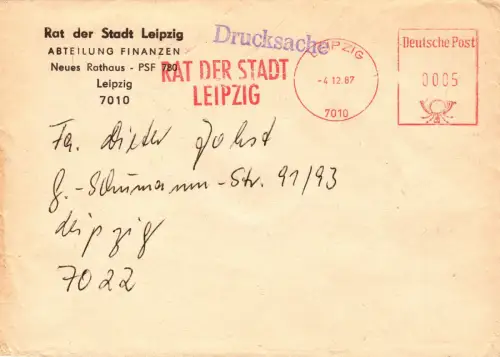 Rat der Stadt Leipzig
ABTEILUNG FINANZEN
Neues Rathaus - PSF 780
Leipzig
7010
Drucksache
RAT DER STADT
LEIPZIG
LEIPZIG
-4.12.87
7010
Deutsche Post
0005
Fa. Dieter Jobst
G.-Schumann-Str. 91/93
Leipzig
7022